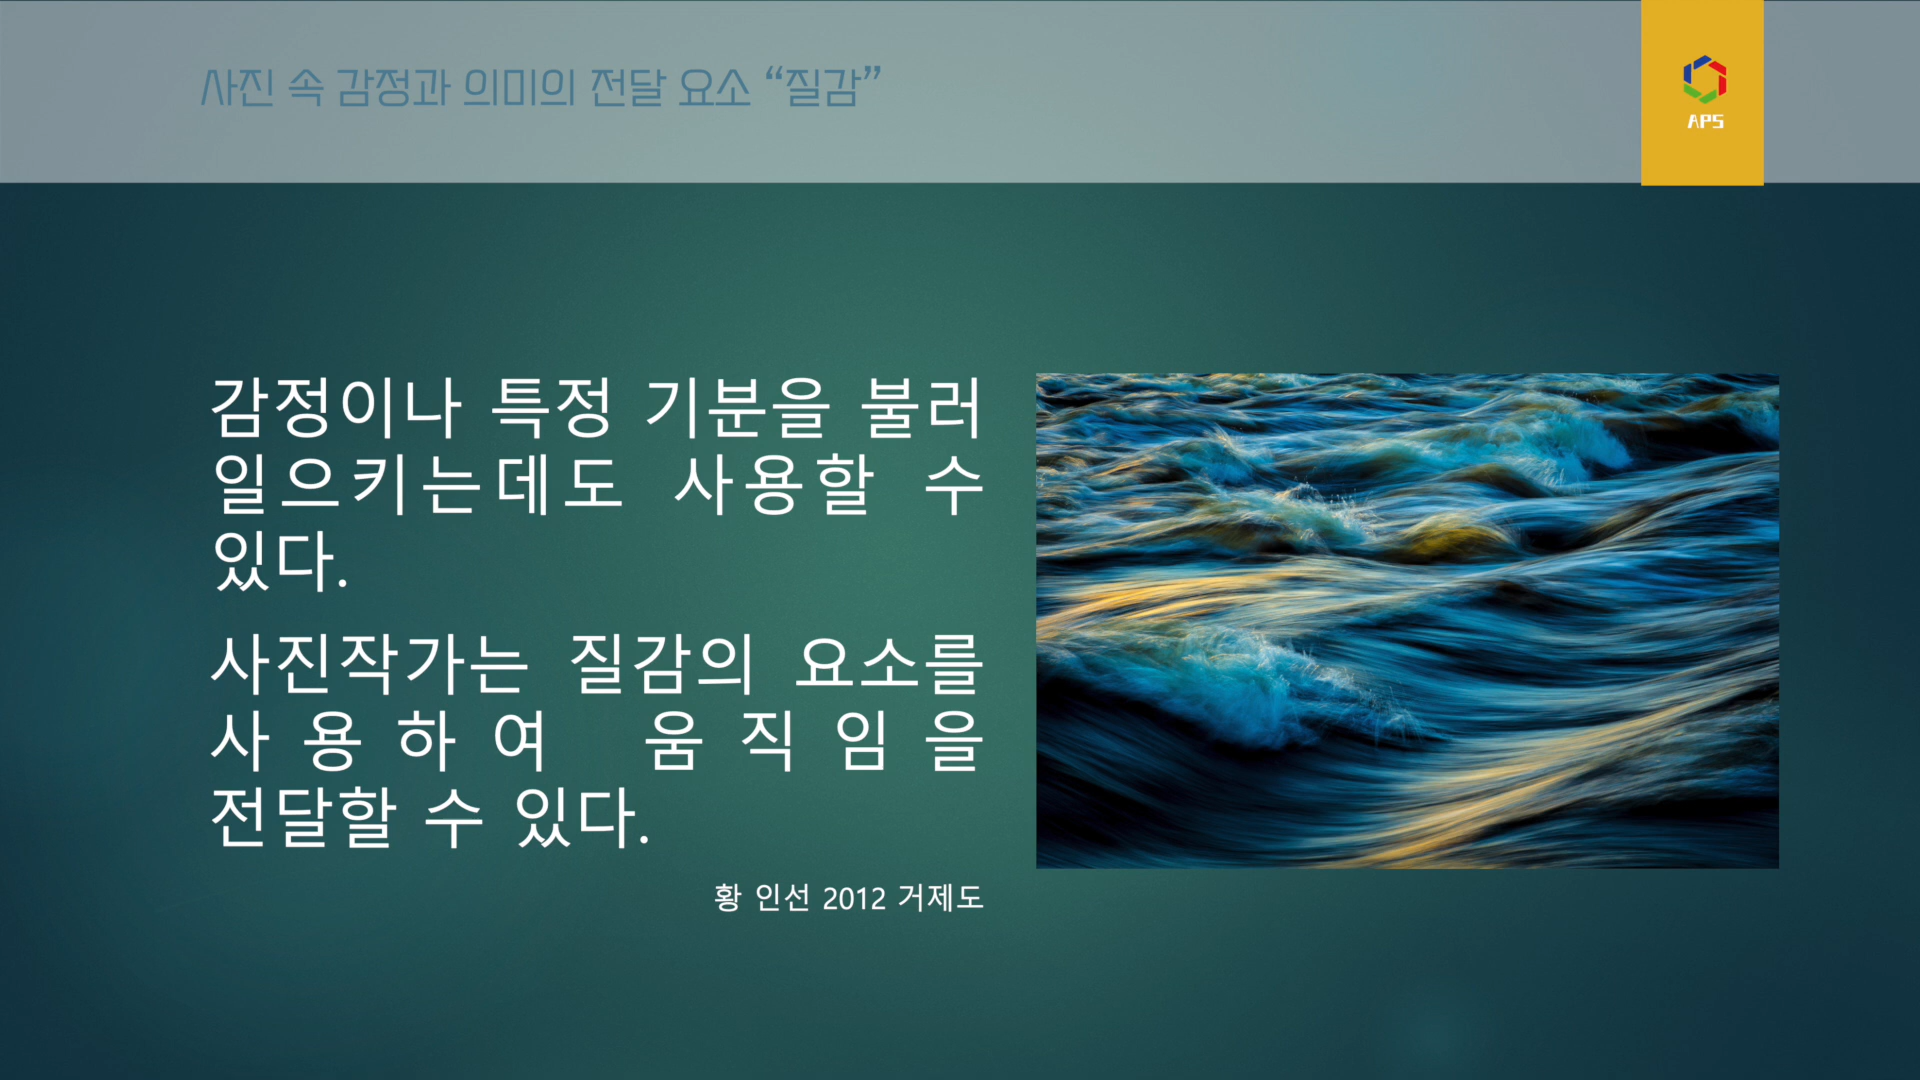 사진 속 감정과 의미의 전달 요소 “질감”
APS
감정이나 특정 기분을 불러
일으키는데도 사용할 수
있다.
사진작가는 질감의 요소를
사용하여 움직임을
전달할 수 있다.
황 인선 2012 거제도